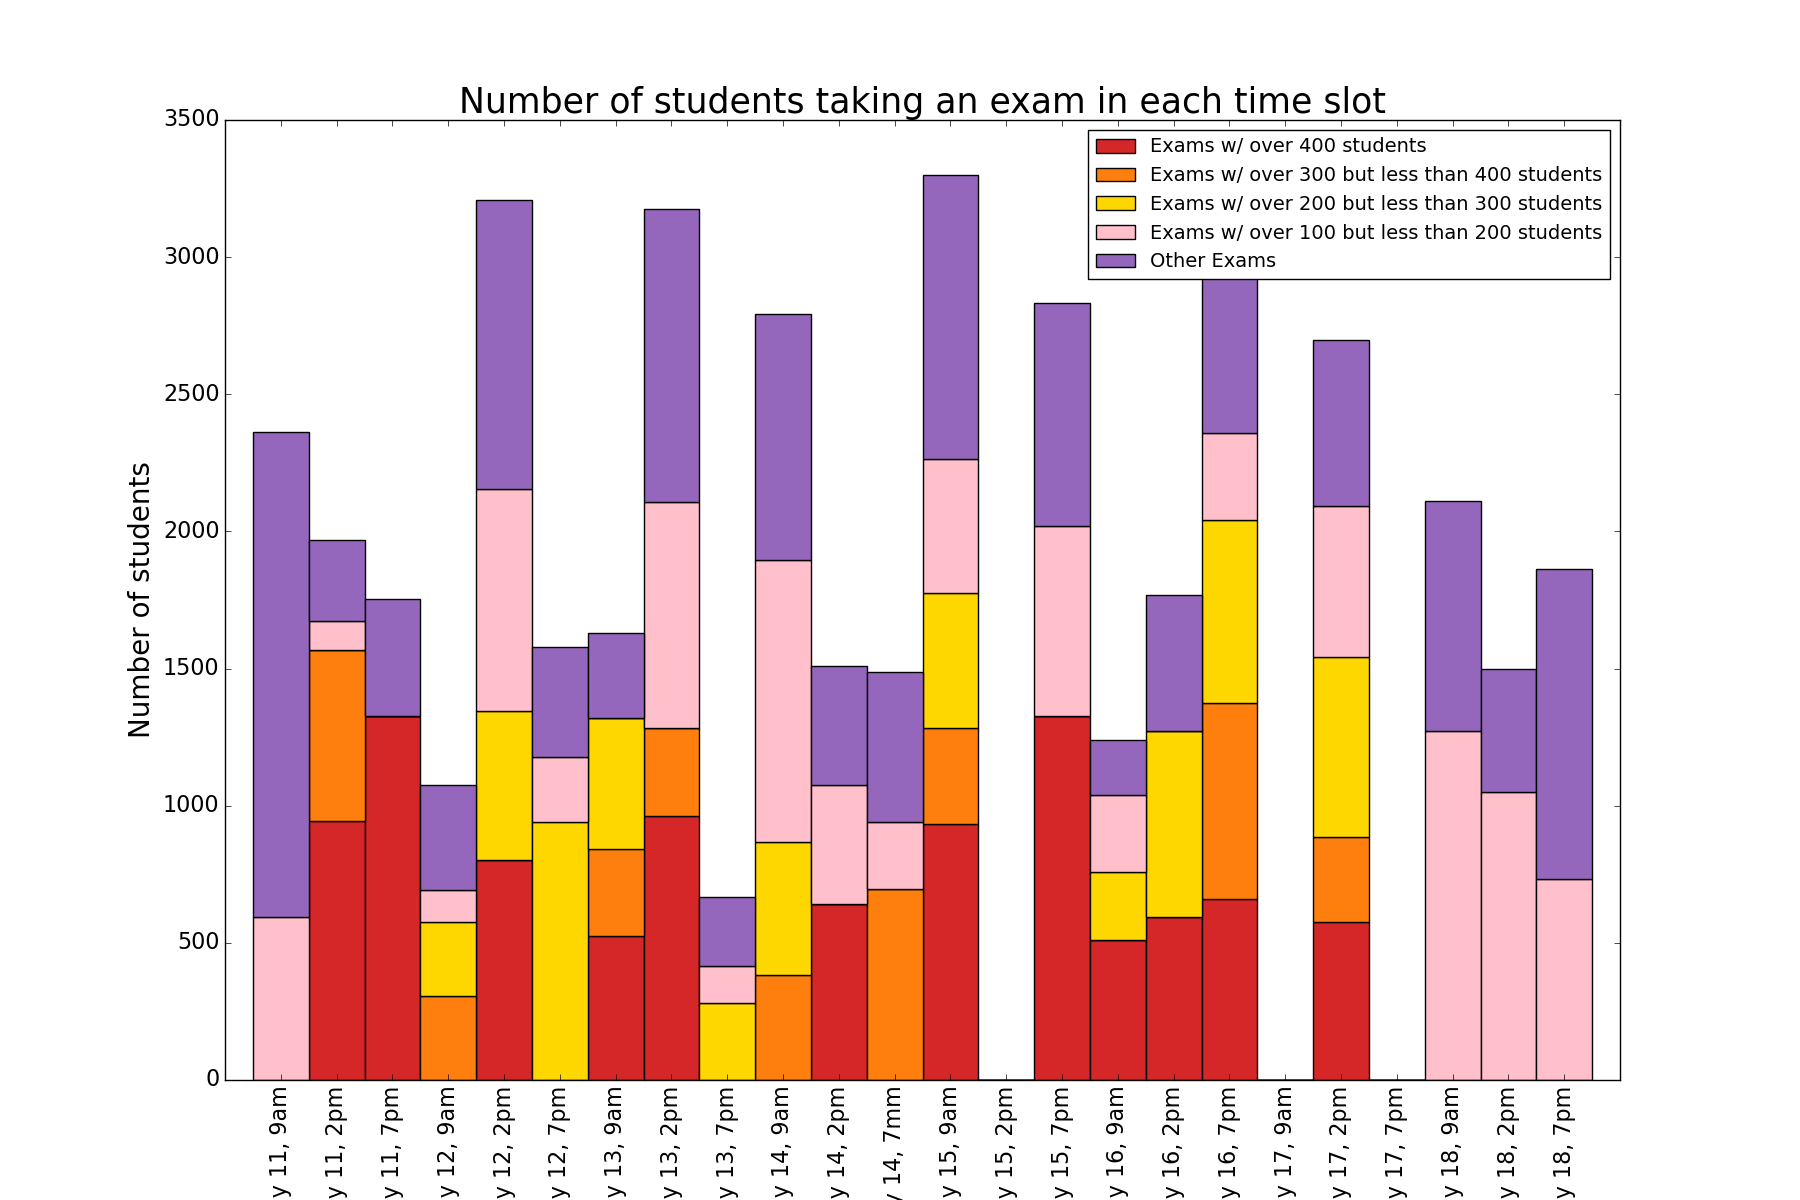 Number of students taking an exam in each time slot
Exams w/ over 400 students
Exams w/ over 300 but less than 400 students
Exams w/ over 200 but less than 300 students
Exams w/ over 100 but less than 200 students
Other Exams
Number of students
3500
3000
2500
2000
1500
1000
500
0
y 11, 9am
y 11, 2pm
y 11, 7pm
y 12, 9am
y 12, 2pm
y 12, 7pm
y 13, 9am
y 13, 2pm
y 13, 7pm
y 14, 9am
y 14, 2pm
y 14, 7mm
y 15, 9am
y 15, 2pm
y 15, 7pm
y 16, 9am
y 16, 2pm
y 16, 7pm
y 17, 9am
y 17, 2pm
y 17, 7pm
y 18, 9am
y 18, 2pm
y 18, 7pm